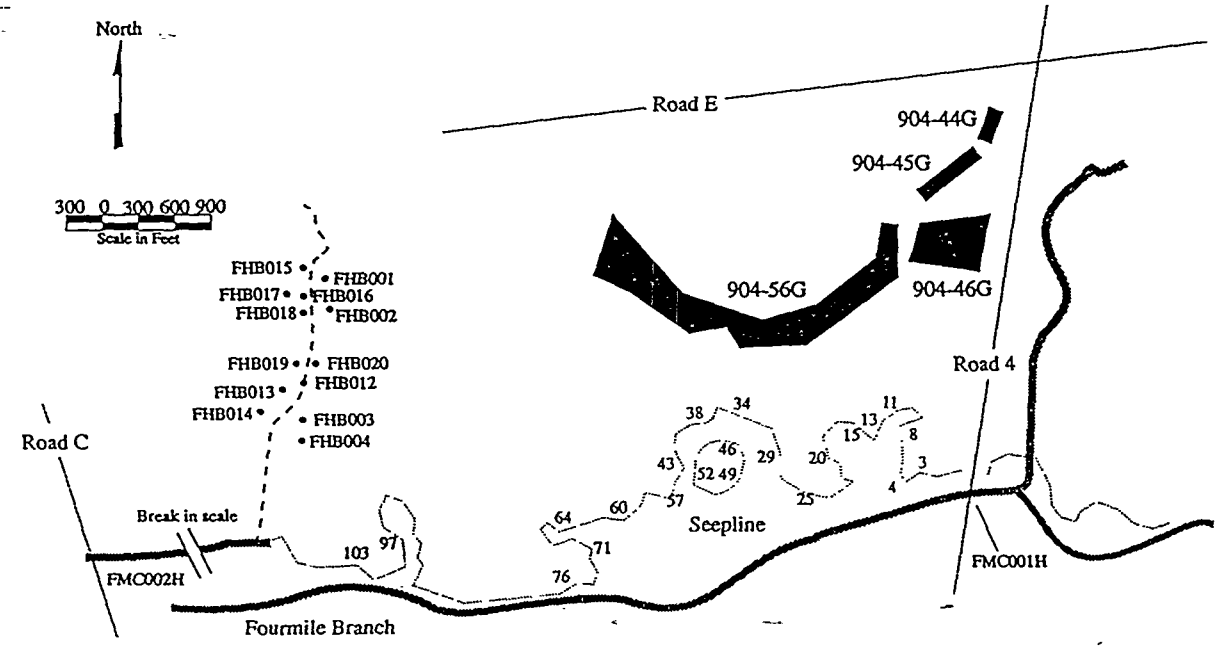 North
Road E
904-44G
904-45G
300 0 300 600 900
Scale in Feet
FHB015
FHB001
FHB017
FHB016
FHB018
FHB002
904-56G
904-46G
FHB019
FHB020
FHB012
FHB013
FHB014
FHB003
FHB004
Road 4
Road C
38
34
11
13
15
8
46
43
29
20
3
52
49
4
57
25
60
64
Seepline
Break in scale
97
71
103
76
FMC002H
FMC001H
Fourmile Branch